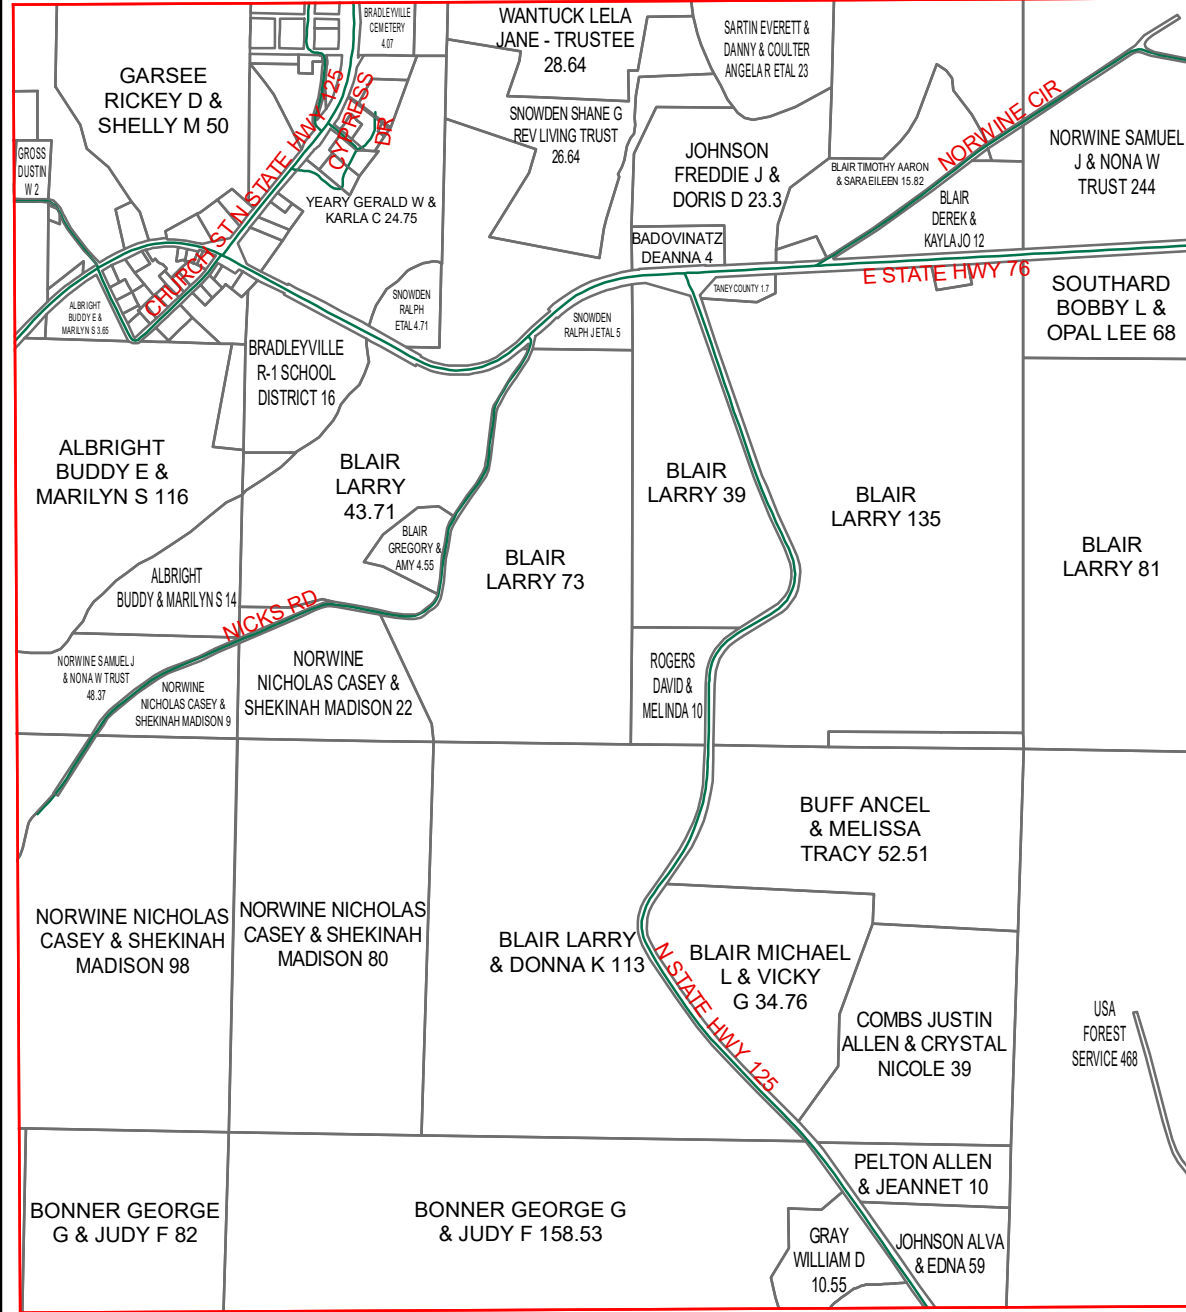 BRADLEYVILLE
CEMETERY
4.07
WANTUCK LELA
JANE - TRUSTEE
28.64
SARTIN EVERETT &
DANNY & COULTER
ANGELA R ETAL 23
GARSEE
RICKEY D &
SHELLY M 50
CHURCH ST N STATE HWY 125
CYPRESS
DR
SNOWDEN SHANE G
REV LIVING TRUST
26.64
NORWINE CIR
NORWINE SAMUEL
J & NONA W
TRUST 244
GROSS
DUSTIN
W 2
JOHNSON
FREDDIE J &
DORIS D 23.3
BLAIR TIMOTHY AARON
& SARA EILEEN 15.82
YEARY GERALD W &
KARLA C 24.75
BLAIR
DEREK &
KAYLA JO 12
BADOVINATZ
DEANNA 4
E STATE HWY 76
TANEY COUNTY 1.7
SOUTHARD
BOBBY L &
OPAL LEE 68
ALBRIGHT
BUDDY E &
MARILYN S 3.65
SNOWDEN
RALPH
ETAL 4.71
SNOWDEN
RALPH J ETAL 5
BRADLEYVILLE
R-1 SCHOOL
DISTRICT 16
ALBRIGHT
BUDDY E &
MARILYN S 116
BLAIR
LARRY
43.71
BLAIR
LARRY 39
BLAIR
LARRY 135
BLAIR
GREGORY &
AMY 4.55
BLAIR
LARRY 73
BLAIR
LARRY 81
ALBRIGHT
BUDDY & MARILYN S 14
NICKS RD
NORWINE SAMUEL J
& NONA W TRUST
48.37
NORWINE
NICHOLAS CASEY &
SHEKINAH MADISON 9
NORWINE
NICHOLAS CASEY &
SHEKINAH MADISON 22
ROGERS
DAVID &
MELINDA 10
BUFF ANCEL
& MELISSA
TRACY 52.51
NORWINE NICHOLAS
CASEY & SHEKINAH
MADISON 98
NORWINE NICHOLAS
CASEY & SHEKINAH
MADISON 80
BLAIR LARRY
& DONNA K 113
N STATE HWY 125
BLAIR MICHAEL
L & VICKY
G 34.76
COMBS JUSTIN
ALLEN & CRYSTAL
NICOLE 39
USA
FOREST
SERVICE 468
PELTON ALLEN
& JEANNET 10
BONNER GEORGE
G & JUDY F 82
BONNER GEORGE G
& JUDY F 158.53
GRAY
WILLIAM D
10.55
JOHNSON ALVA
& EDNA 59